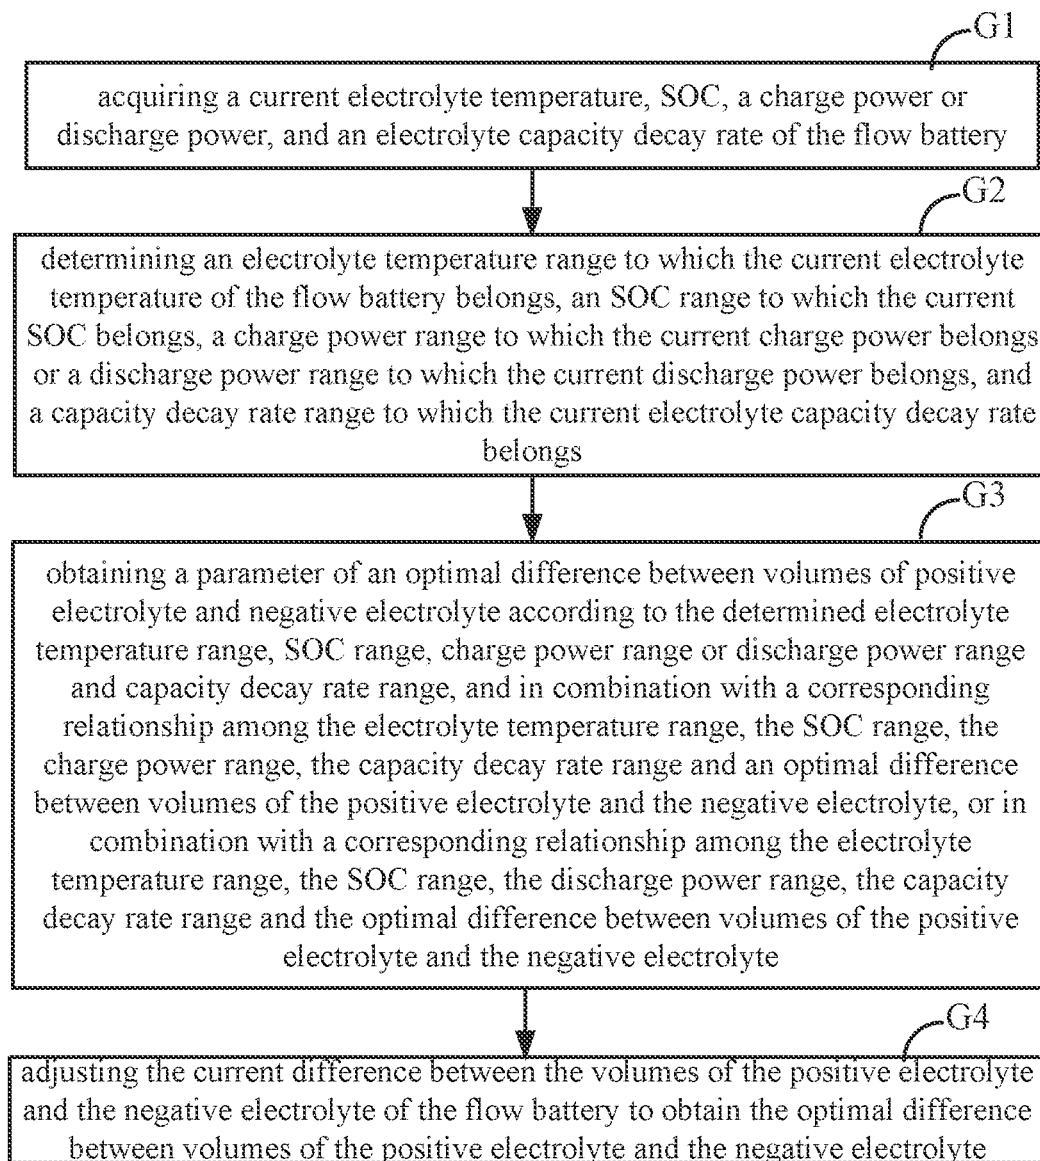 G1
acquiring a current electrolyte temperature, SOC, a charge power or
discharge power, and an electrolyte capacity decay rate of the flow battery
G2
determining an electrolyte temperature range to which the current electrolyte
temperature of the flow battery belongs, an SOC range to which the current
SOC belongs, a charge power range to which the current charge power belongs
or a discharge power range to which the current discharge power belongs, and
a capacity decay rate range to which the current electrolyte capacity decay rate
belongs
G3
obtaining a parameter of an optimal difference between volumes of positive
electrolyte and negative electrolyte according to the determined electrolyte
temperature range, SOC range, charge power range or discharge power range
and capacity decay rate range, and in combination with a corresponding
relationship among the electrolyte temperature range, the SOC range, the
charge power range, the capacity decay rate range and an optimal difference
between volumes of the positive electrolyte and the negative electrolyte, or in
combination with a corresponding relationship among the electrolyte
temperature range, the SOC range, the discharge power range, the capacity
decay rate range and the optimal difference between volumes of the positive
electrolyte and the negative electrolyte
G4
adjusting the current difference between the volumes of the positive electrolyte
and the negative electrolyte of the flow battery to obtain the optimal difference
between volumes of the positive electrolyte and the negative electrolyte